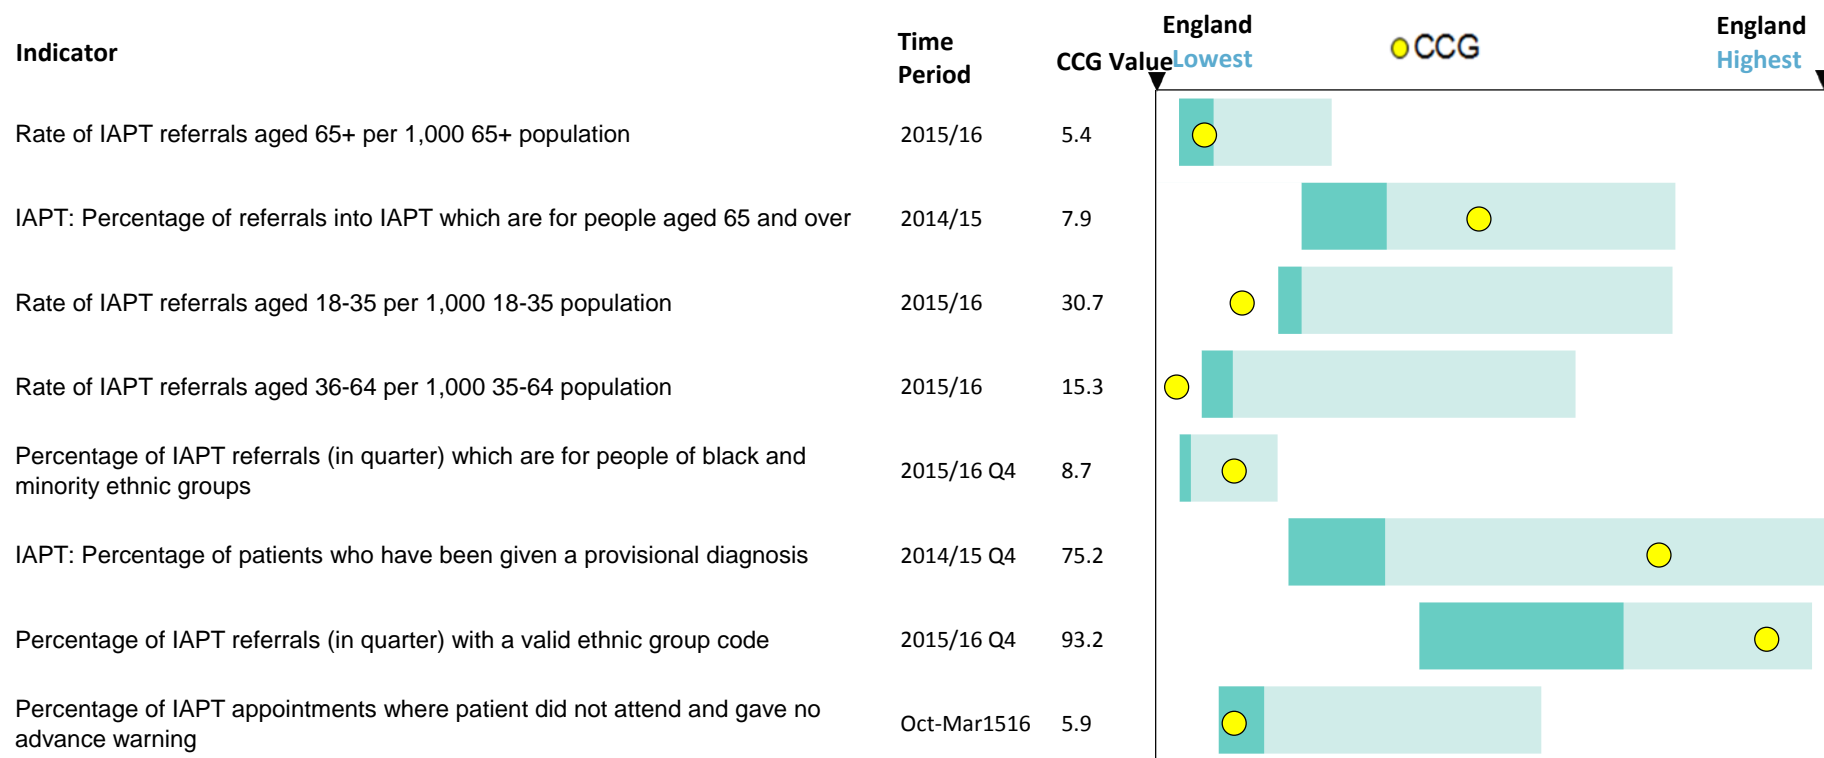 Indicator
Time
Period
CCG Value
England
Lowest
CCG
England
Highest
Rate of IAPT referrals aged 65+ per 1,000 65+ population 2015/16 5.4
IAPT: Percentage of referrals into IAPT which are for people aged 65 and over 2014/15 7.9
Rate of IAPT referrals aged 18-35 per 1,000 18-35 population 2015/16 30.7
Rate of IAPT referrals aged 36-64 per 1,000 35-64 population 2015/16 15.3
Percentage of IAPT referrals (in quarter) which are for people of black and
minority ethnic groups 2015/16 Q4 8.7
IAPT: Percentage of patients who have been given a provisional diagnosis 2014/15 Q4 75.2
Percentage of IAPT referrals (in quarter) with a valid ethnic group code 2015/16 Q4 93.2
Percentage of IAPT appointments where patient did not attend and gave no
advance warning Oct-Mar1516 5.9